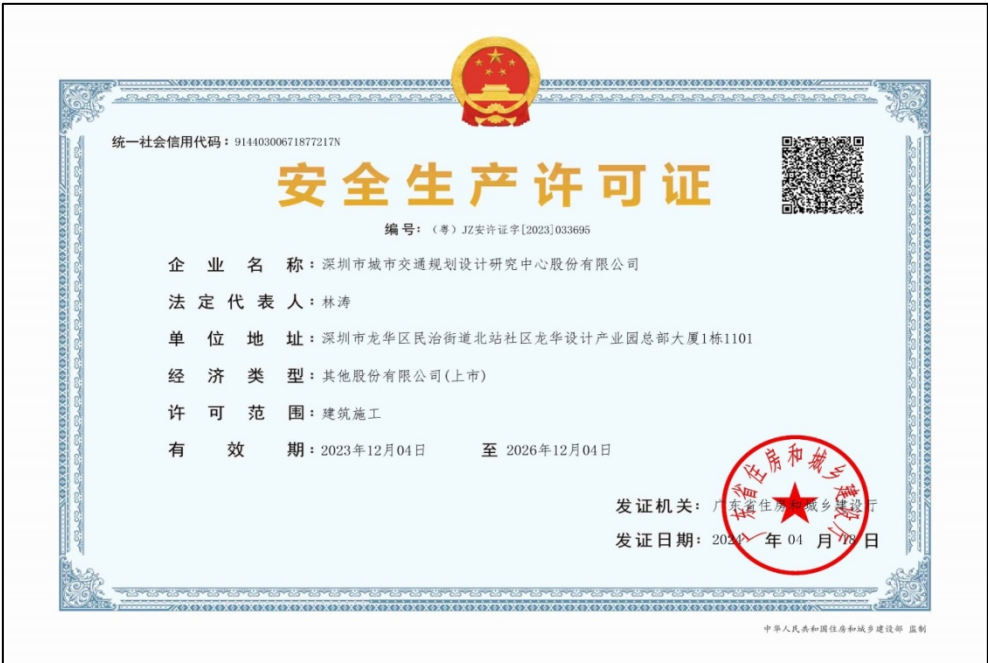 统一社会信用代码：91440300671877217N
安全生产许可证
编号：（粤）JZ安许证字[2023]033695
企业名称：深圳市城市交通规划设计研究中心股份有限公司
法定代表人：林涛
单位地址：深圳市龙华区民治街道北站社区龙华设计产业园总部大厦1栋1101
经济类型：其他股份有限公司(上市)
许可范围：建筑施工
有效期：2023年12月04日 至 2026年12月04日
发证机关：广东省住房和城乡建设厅
发证日期：2024年04月18日
广东省住房和城乡建设厅
中华人民共和国住房和城乡建设部 监制